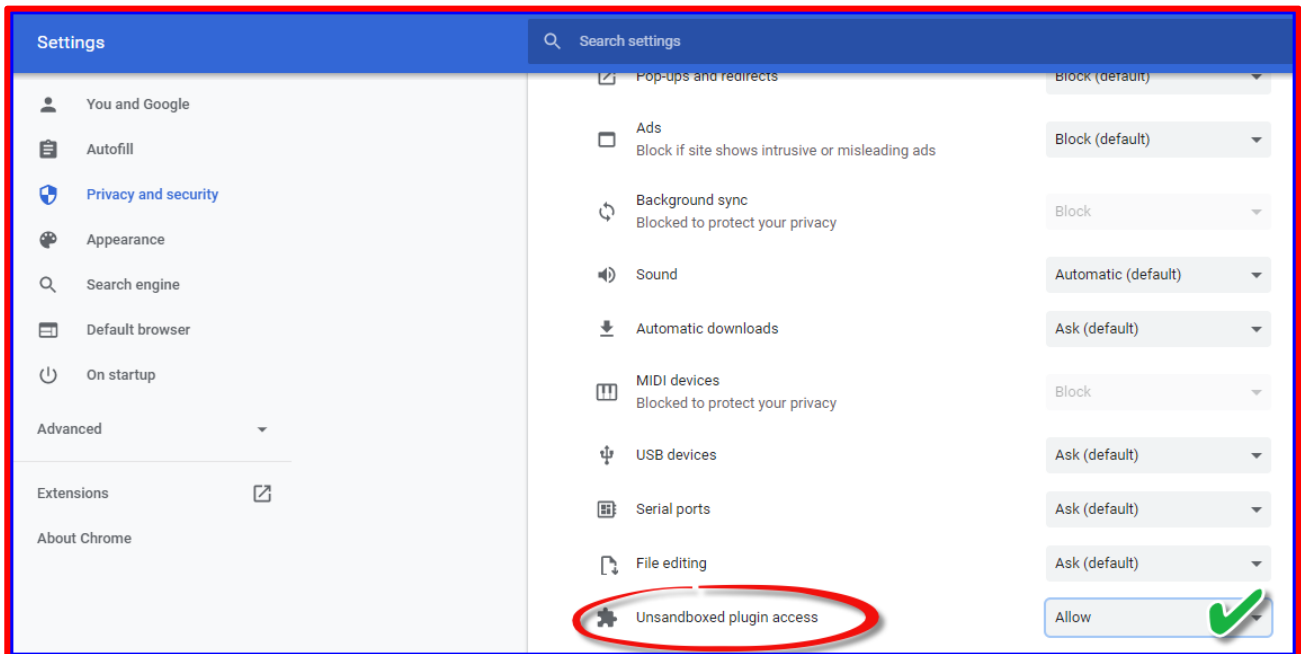 Settings
Search settings
You and Google
Autofill
Privacy and security
Appearance
Search engine
Default browser
On startup
Advanced
Extensions
About Chrome
Pop-ups and redirects
Block (default)
Ads
Block if site shows intrusive or misleading ads
Block (default)
Background sync
Blocked to protect your privacy
Block
Sound
Automatic (default)
Automatic downloads
Ask (default)
MIDI devices
Blocked to protect your privacy
Block
USB devices
Ask (default)
Serial ports
Ask (default)
File editing
Ask (default)
Unsandboxed plugin access
Allow